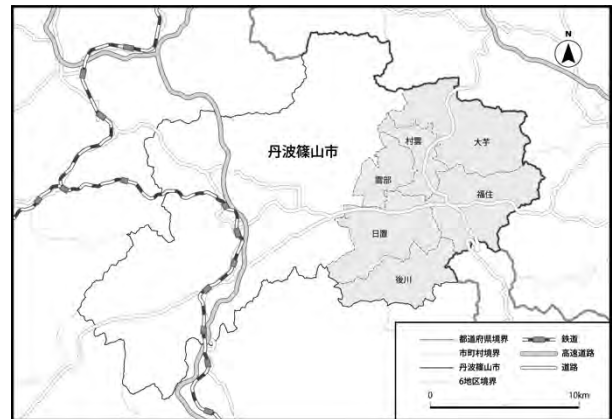 N
村雲
大芋
丹波篠山市
雲部
福住
日置
後川
都道府県境界
市町村境界
丹波篠山市
6地区境界
鉄道
高速道路
道路
0
10km